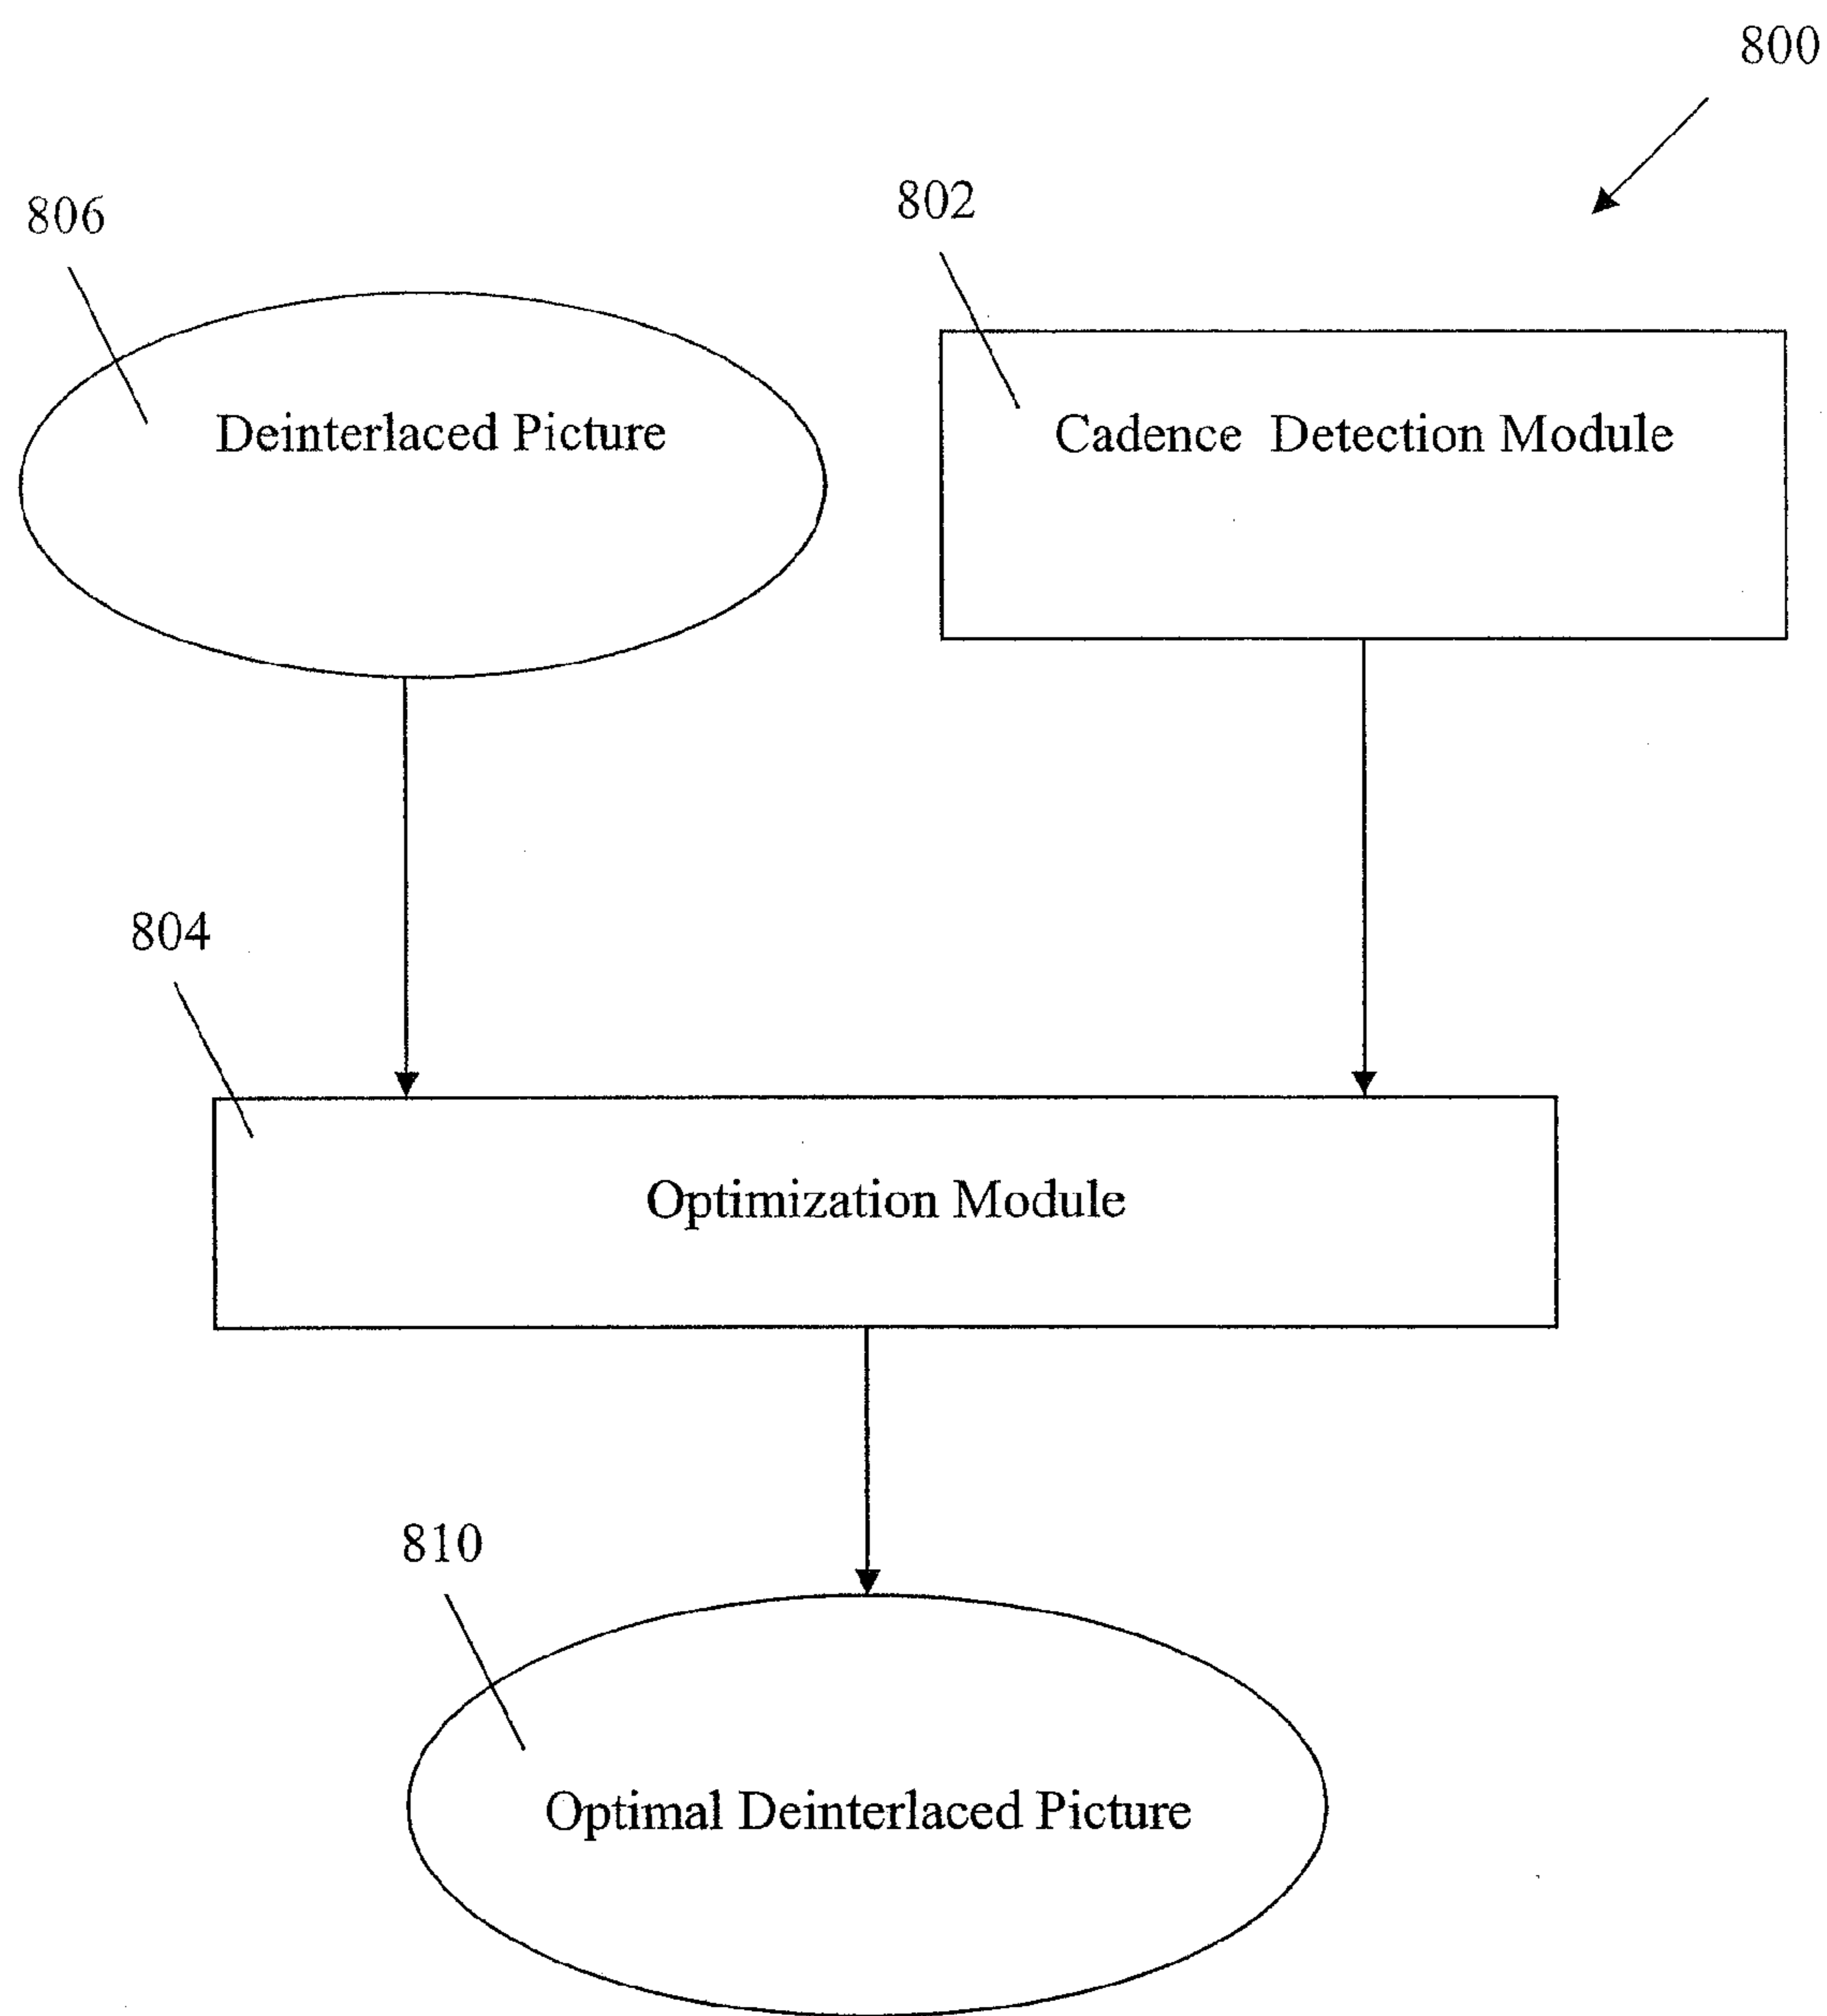 800
806
802
Deinterlaced Picture
Cadence Detection Module
804
Optimization Module
810
Optimal Deinterlaced Picture